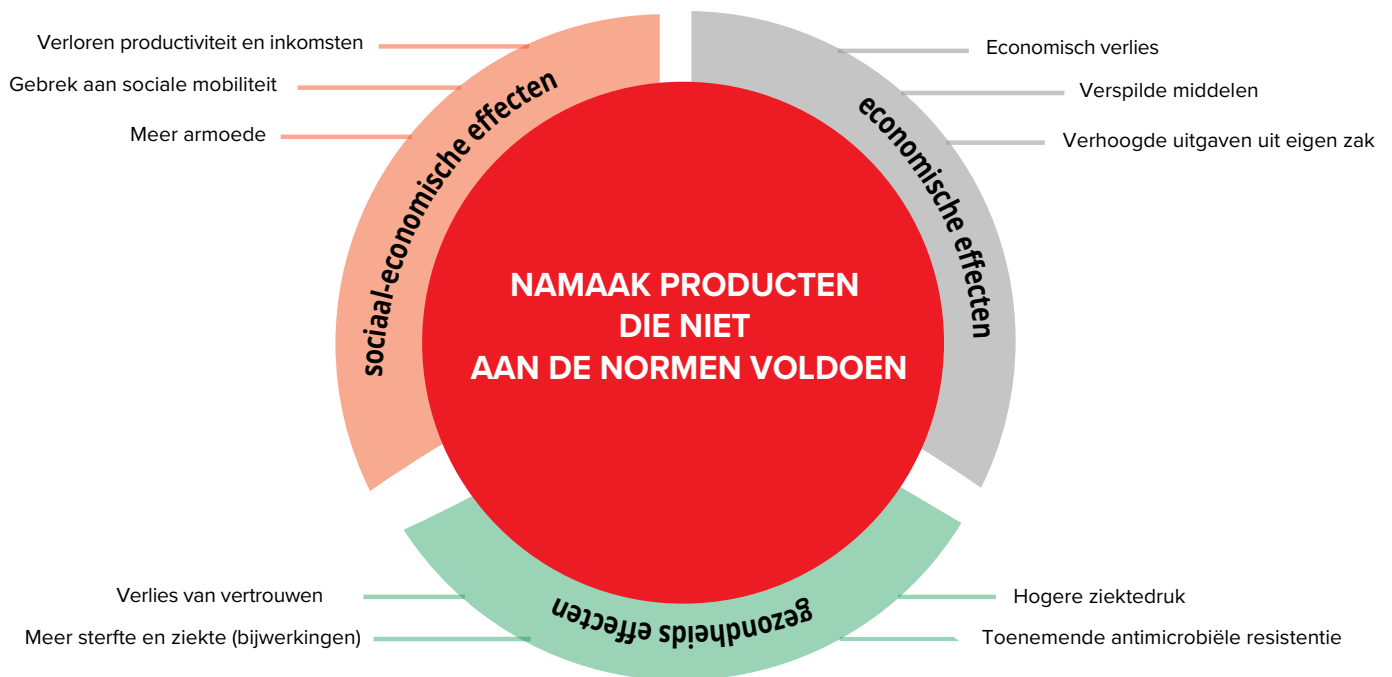 Verloren productiviteit en inkomsten
Gebrek aan sociale mobiliteit
Meer armoede
sociaal-economische effecten
Economisch verlies
Verspilde middelen
Verhoogde uitgaven uit eigen zak
economische effecten
NAMAAK PRODUCTEN
DIE NIET
AAN DE NORMEN VOLDOEN
Verlies van vertrouwen
Meer sterfte en ziekte (bijwerkingen)
gezondheids effecten
Hogere ziektedruk
Toenemende antimicrobiële resistentie